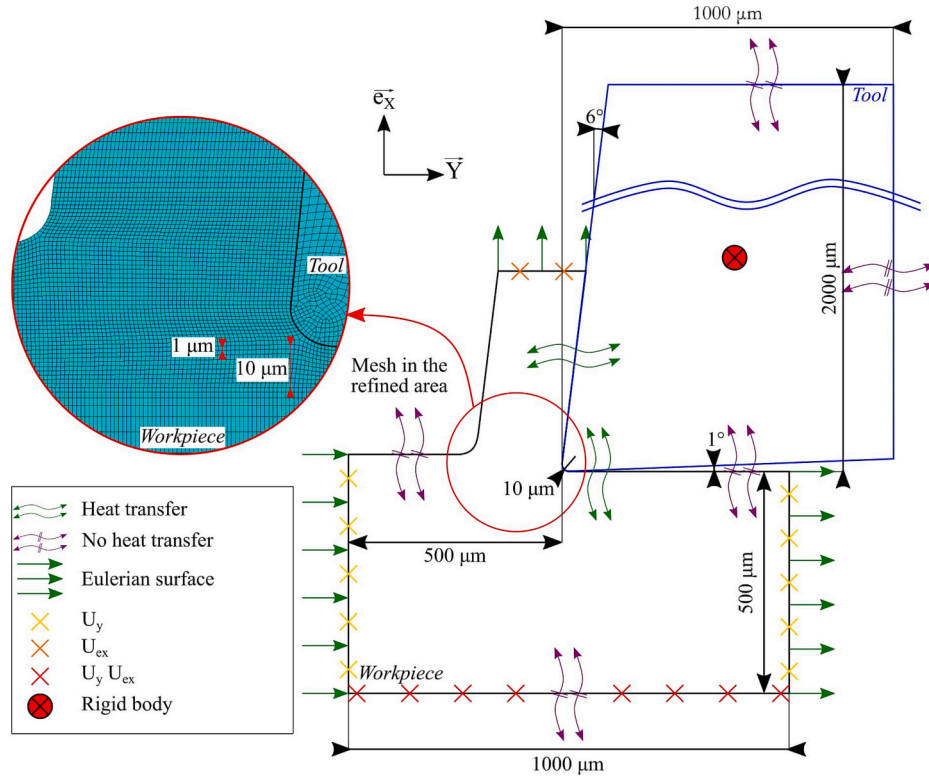 1000 μm
e_X
Y
6°
Tool
2000 μm
Tool
1 μm
10 μm
Workpiece
Mesh in the
refined area
1°
10 μm
500 μm
500 μm
Workpiece
1000 μm
Heat transfer
No heat transfer
Eulerian surface
U_y
U_ex
U_y U_ex
Rigid body